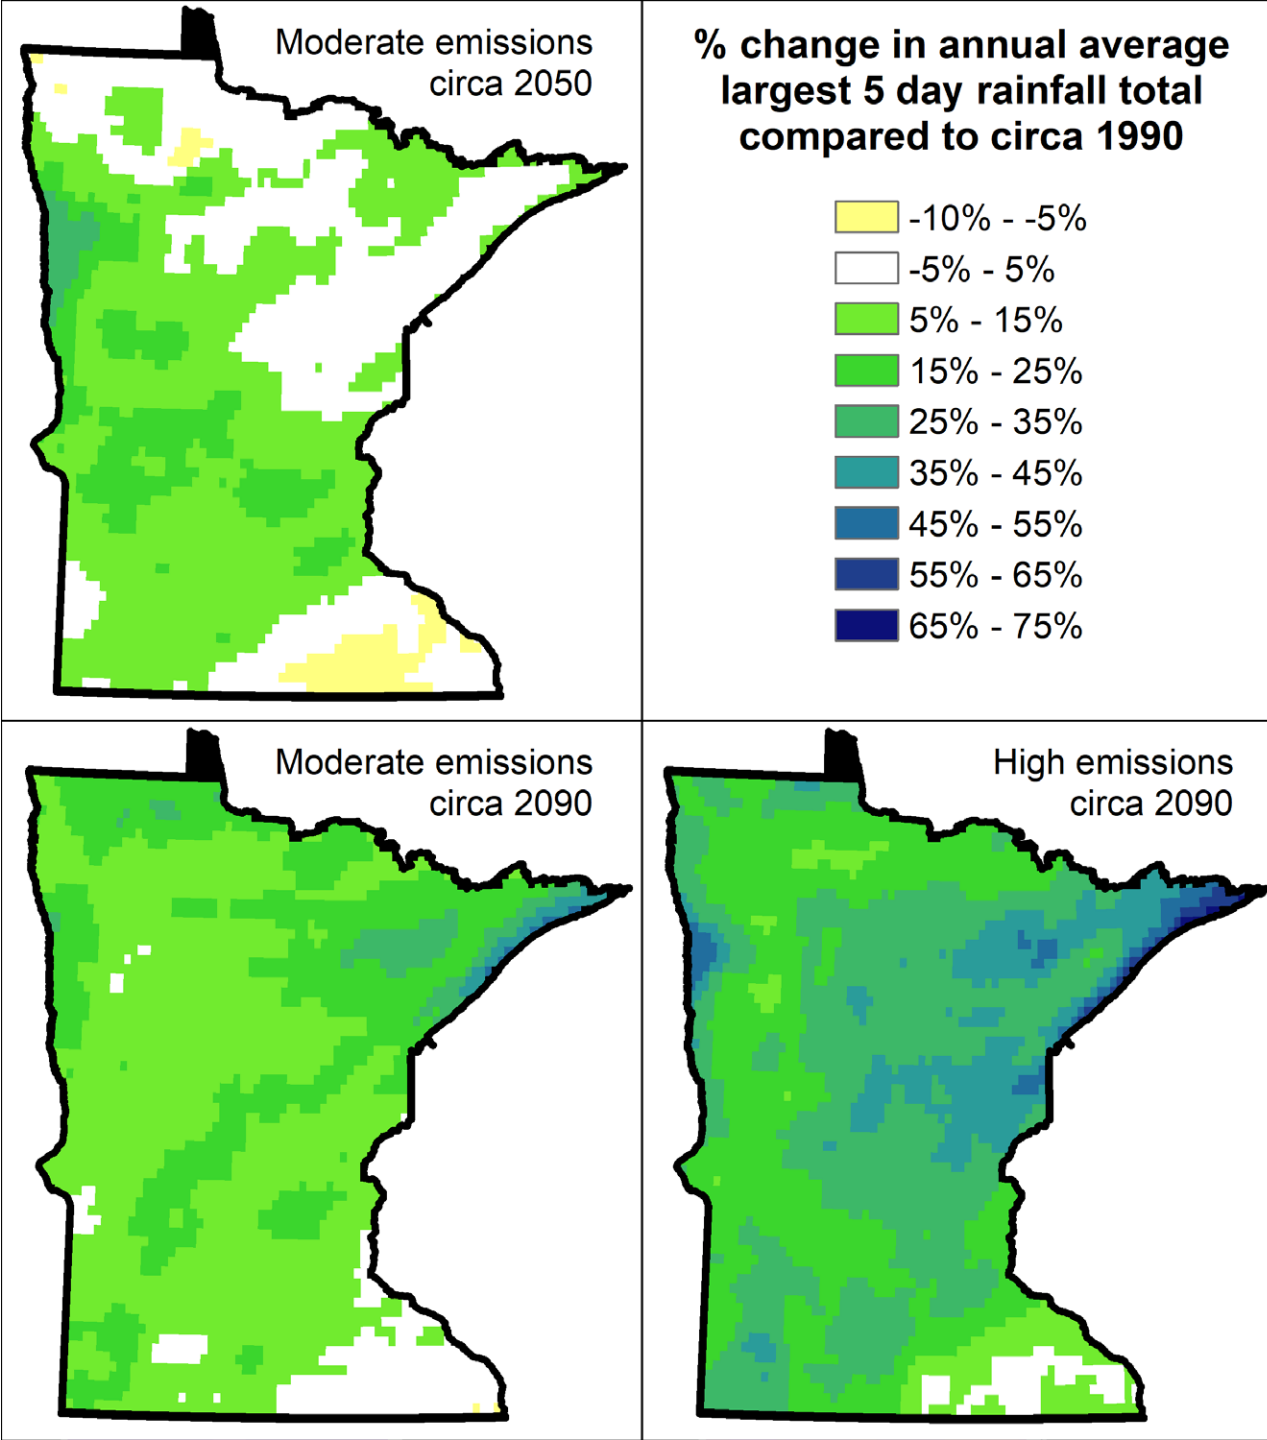 Moderate emissions
circa 2050
% change in annual average
largest 5 day rainfall total
compared to circa 1990
-10% - -5%
-5% - 5%
5% - 15%
15% - 25%
25% - 35%
35% - 45%
45% - 55%
55% - 65%
65% - 75%
Moderate emissions
circa 2090
High emissions
circa 2090